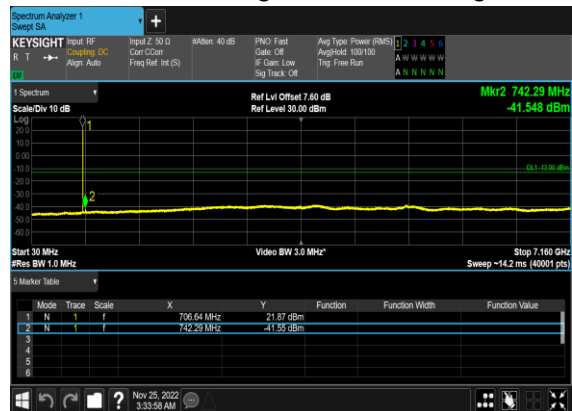 Spectrum Analyzer 1
Swept SA
+
KEYSIGHT Input: RF Input Z: 50 Ω #Atten: 40 dB PNO: Fast Avg Type: Power (RMS) 1 2 3 4 5 6
R T Coupling: DC Corr CCorr Gate: Off Avg|Hold: 100/100 A W W W W W
Align: Auto Freq Ref: Int (S) IF Gain: Low Trig: Free Run
Sig Track: Off A N N N N N
LXI
1 Spectrum Ref Lvl Offset 7.60 dB Mkr2 742.29 MHz
Scale/Div 10 dB Ref Level 30.00 dBm -41.548 dBm
Log
20.0
10.0
0.00
-10.0
-20.0
-30.0
-40.0
-50.0
-60.0
1
2
DL1 -13.00 dBm
Start 30 MHz Video BW 3.0 MHz* Stop 7.160 GHz
#Res BW 1.0 MHz Sweep ~14.2 ms (40001 pts)
5 Marker Table
Mode Trace Scale X Y Function Function Width Function Value
1 N 1 f 706.64 MHz 21.87 dBm
2 N 1 f 742.29 MHz -41.55 dBm
3
4
5
6
? Nov 25, 2022
3:33:58 AM